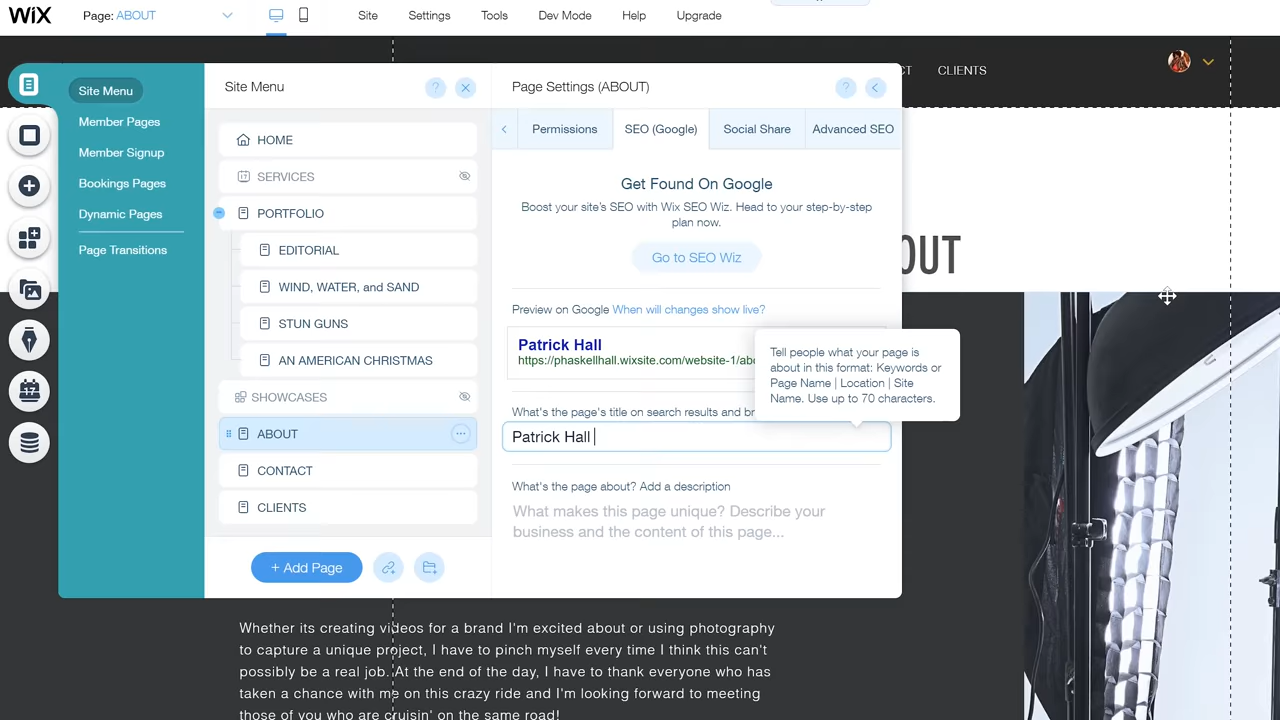 WiX
Page: ABOUT
Site
Settings
Tools
Dev Mode
Help
Upgrade
CLIENTS
Site Menu
Member Pages
Member Signup
Bookings Pages
Dynamic Pages
Page Transitions
Site Menu
?
HOME
SERVICES
PORTFOLIO
EDITORIAL
WIND, WATER, and SAND
STUN GUNS
AN AMERICAN CHRISTMAS
SHOWCASES
ABOUT
CONTACT
CLIENTS
+ Add Page
Page Settings (ABOUT)
?
Permissions
SEO (Google)
Social Share
Advanced SEO
Get Found On Google
Boost your site's SEO with Wix SEO Wiz. Head to your step-by-step
plan now.
Go to SEO Wiz
Preview on Google When will changes show live?
Patrick Hall
https://phaskellhall.wixsite.com/website-1/abo
Tell people what your page is
about in this format: Keywords or
Page Name | Location | Site
Name. Use up to 70 characters.
What's the page's title on search results and br
Patrick Hall
What's the page about? Add a description
What makes this page unique? Describe your
business and the content of this page...
OUT
Whether its creating videos for a brand I'm excited about or using photography
to capture a unique project, I have to pinch myself every time I think this can't
possibly be a real job. At the end of the day, I have to thank everyone who has
taken a chance with me on this crazy ride and I'm looking forward to meeting
those of you who are cruisin' on the same road!